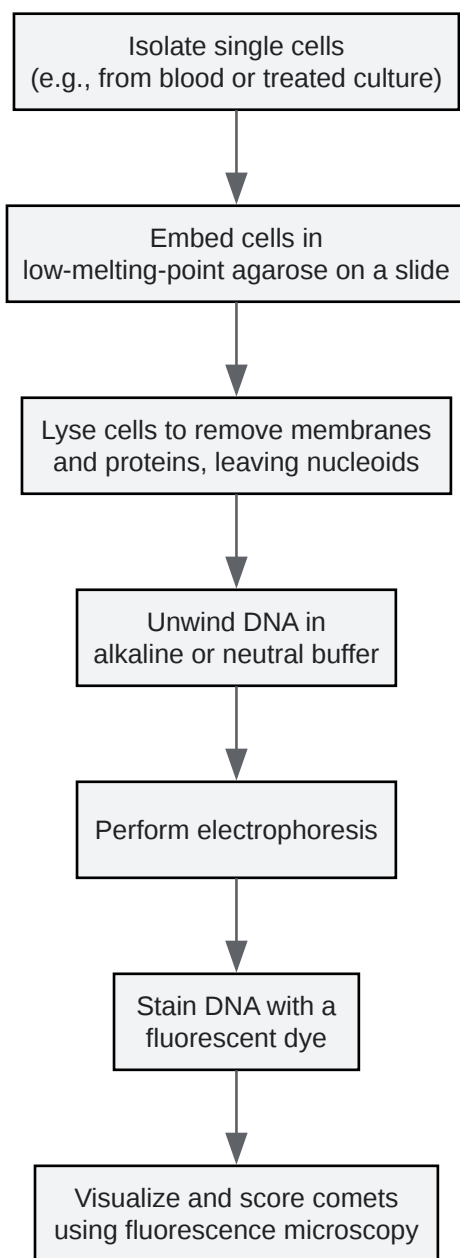 Isolate single cells
(e.g., from blood or treated culture)
Embed cells in
low-melting-point agarose on a slide
Lyse cells to remove membranes
and proteins, leaving nucleoids
Unwind DNA in
alkaline or neutral buffer
Perform electrophoresis
Stain DNA with a
fluorescent dye
Visualize and score comets
using fluorescence microscopy